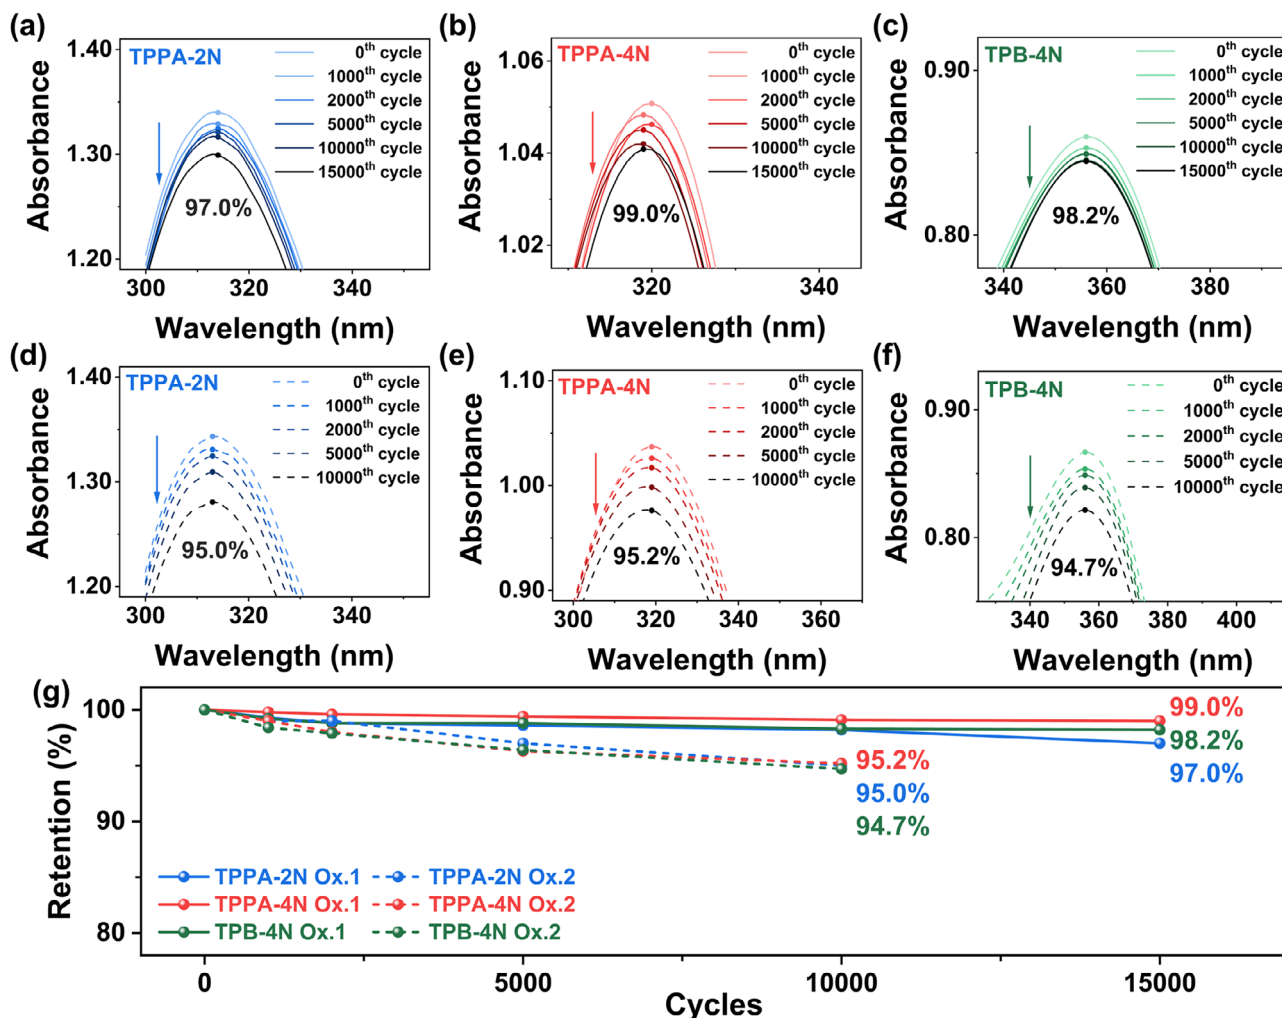 (a)
TPPA-2N
0th cycle
1000th cycle
2000th cycle
5000th cycle
10000th cycle
15000th cycle
97.0%
1.40
1.30
1.20
300 320 340
Absorbance
Wavelength (nm)
(b)
TPPA-4N
0th cycle
1000th cycle
2000th cycle
5000th cycle
10000th cycle
15000th cycle
99.0%
1.06
1.04
1.02
320 340
Absorbance
Wavelength (nm)
(c)
TPB-4N
0th cycle
1000th cycle
2000th cycle
5000th cycle
10000th cycle
15000th cycle
98.2%
0.90
0.80
340 360 380
Absorbance
Wavelength (nm)
(d)
TPPA-2N
0th cycle
1000th cycle
2000th cycle
5000th cycle
10000th cycle
95.0%
1.40
1.30
1.20
300 320 340
Absorbance
Wavelength (nm)
(e)
TPPA-4N
0th cycle
1000th cycle
2000th cycle
5000th cycle
10000th cycle
95.2%
1.10
1.00
0.90
300 320 340 360
Absorbance
Wavelength (nm)
(f)
TPB-4N
0th cycle
1000th cycle
2000th cycle
5000th cycle
10000th cycle
94.7%
0.90
0.80
340 360 380 400
Absorbance
Wavelength (nm)
(g)
100
90
80
Retention (%)
99.0%
98.2%
97.0%
95.2%
95.0%
94.7%
TPPA-2N Ox.1 TPPA-2N Ox.2
TPPA-4N Ox.1 TPPA-4N Ox.2
TPB-4N Ox.1 TPB-4N Ox.2
0 5000 10000 15000
Cycles